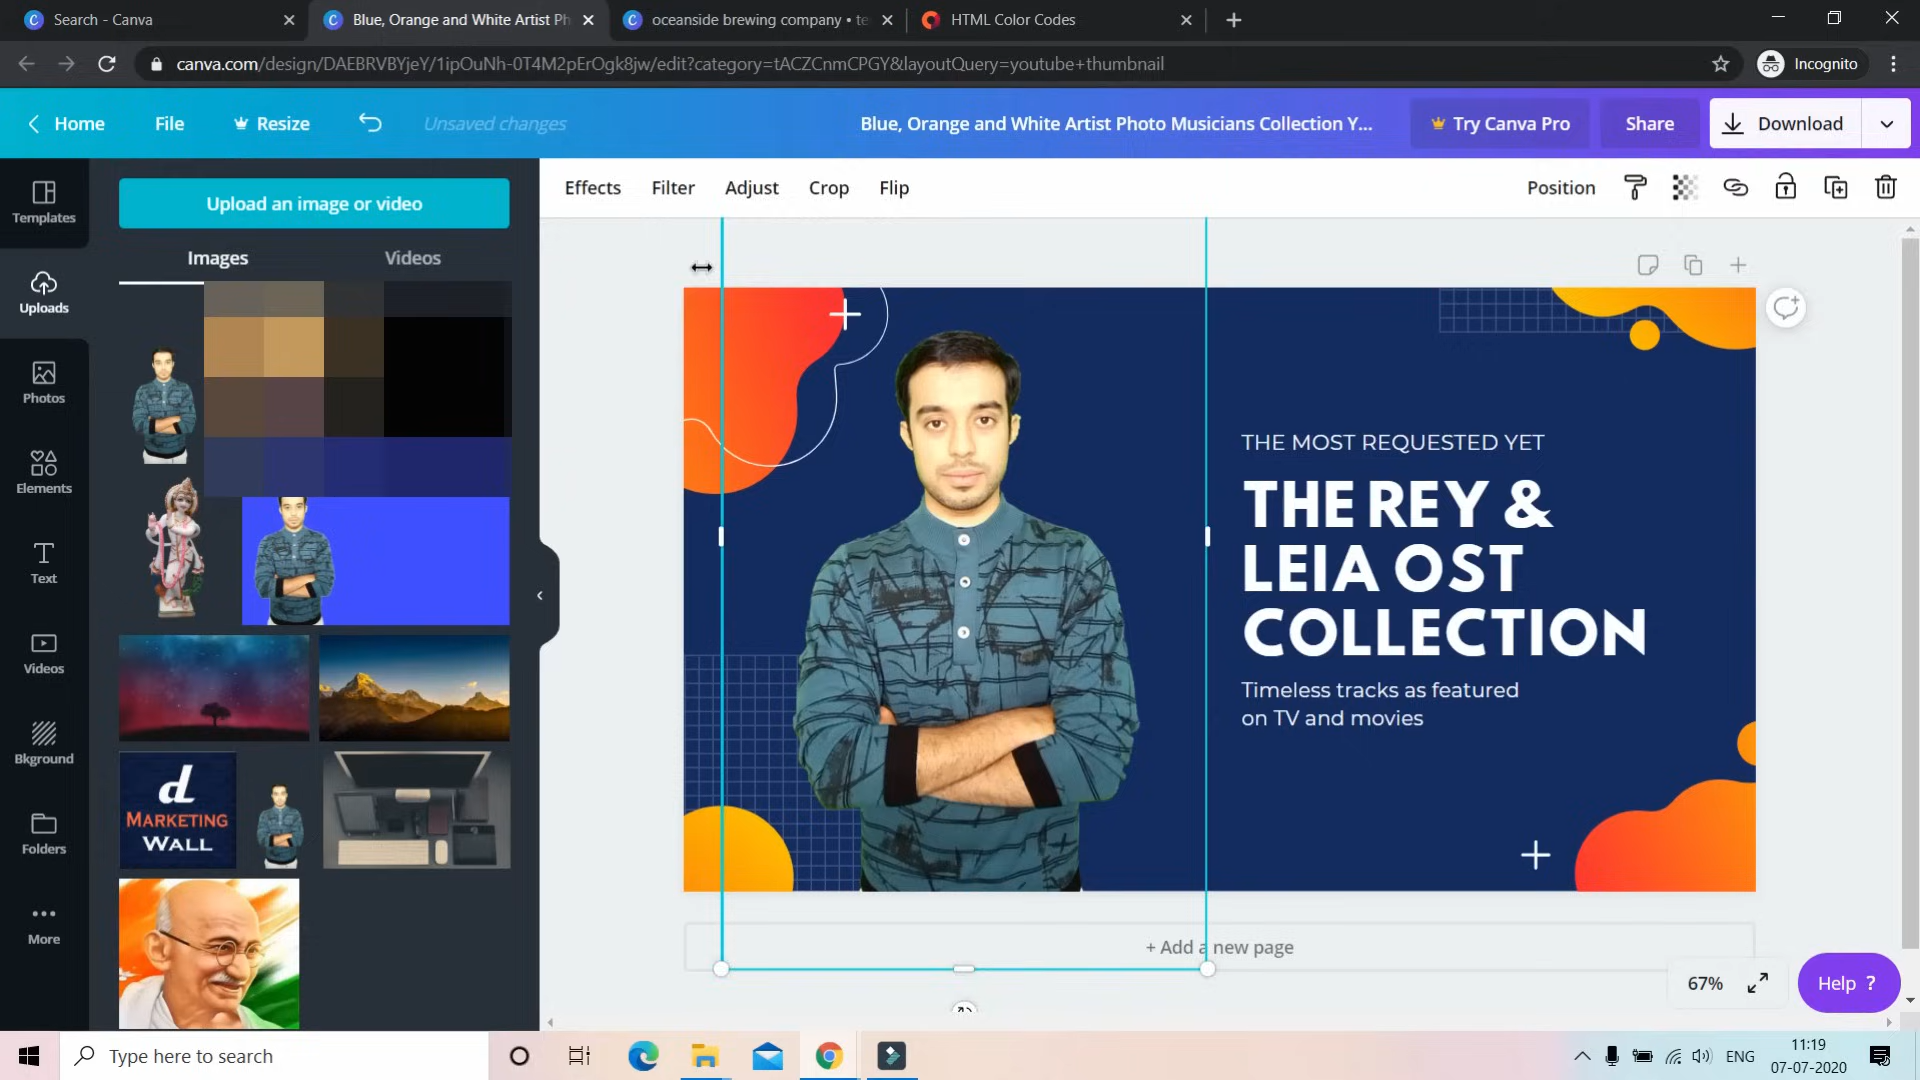 Search - Canva
Blue, Orange and White Artist Ph
oceanside brewing company • te
HTML Color Codes
canva.com/design/DAEBRVBYjeY/1ipOuNh-0T4M2pErOgk8jw/edit?category=tACZCnmCPGY&layoutQuery=youtube+thumbnail
Incognito
Home
File
Resize
Unsaved changes
Blue, Orange and White Artist Photo Musicians Collection Y...
Try Canva Pro
Share
Download
Templates
Uploads
Photos
Elements
Text
Videos
Bkground
Folders
More
Upload an image or video
Images
Videos
d
MARKETING
WALL
Effects
Filter
Adjust
Crop
Flip
Position
THE MOST REQUESTED YET
THE REY &
LEIA OST
COLLECTION
Timeless tracks as featured
on TV and movies
+ Add a new page
67%
Help ?
Type here to search
ENG
11:19
07-07-2020